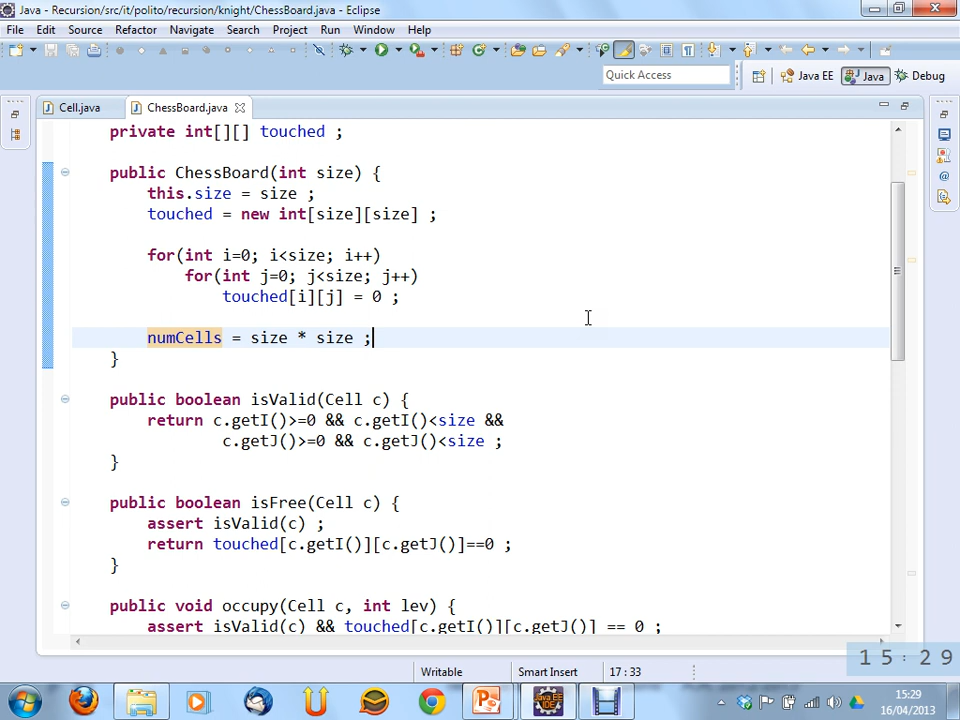 Java - Recursion/src/it/polito/recursion/knight/ChessBoard.java - Eclipse
File Edit Source Refactor Navigate Search Project Run Window Help
Quick Access
Java EE Java Debug
Cell.java ChessBoard.java
private int[][] touched ;
public ChessBoard(int size) {
this.size = size ;
touched = new int[size][size] ;
for(int i=0; i<size; i++)
for(int j=0; j<size; j++)
touched[i][j] = 0 ;
numCells = size * size ;
}
public boolean isValid(Cell c) {
return c.getI()>=0 && c.getI()<size &&
c.getJ()>=0 && c.getJ()<size ;
}
public boolean isFree(Cell c) {
assert isValid(c) ;
return touched[c.getI()][c.getJ()]==0 ;
}
public void occupy(Cell c, int lev) {
assert isValid(c) && touched[c.getI()][c.getJ()] == 0 ;
15:29
Writable Smart Insert 17 : 33
15:29
16/04/2013